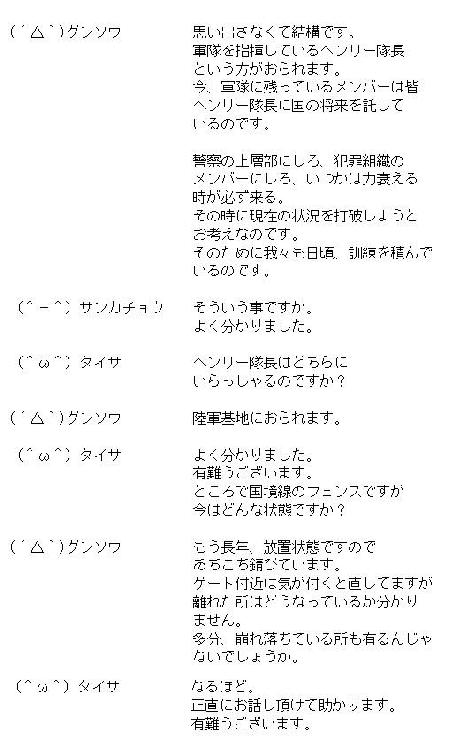 (´△`)グンソウ 思い出さなくて結構です。
軍隊を指揮しているヘンリー隊長
という方がおられます。
今、軍隊に残っているメンバーは皆
ヘンリー隊長に国の将来を託して
いるのです。
警察の上層部にしろ、犯罪組織の
メンバーにしろ、いつかは力衰える
時が必ず来る。
その時に現在の状況を打破しようと
お考えなのです。
そのために我々も日頃、訓練を積んで
いるのです。
(＾－＾) サンカチョウ そういう事ですか。
よく分かりました。
(＾ω＾) タイサ ヘンリー隊長はどちらに
いらっしゃるのですか？
(´△`)グンソウ 陸軍基地におられます。
(＾ω＾) タイサ よく分かりました。
有難うございます。
ところで国境線のフェンスですが
今はどんな状態ですか？
(´△`)グンソウ もう長年、放置状態ですので
あちこち錆びています。
ゲート付近は気が付くと直してますが
離れた所はどうなっているか分かり
ません。
多分、崩れ落ちている所も有るんじゃ
ないでしょうか。
(＾ω＾) タイサ なるほど。
正直にお話し頂けて助かります。
有難うございます。